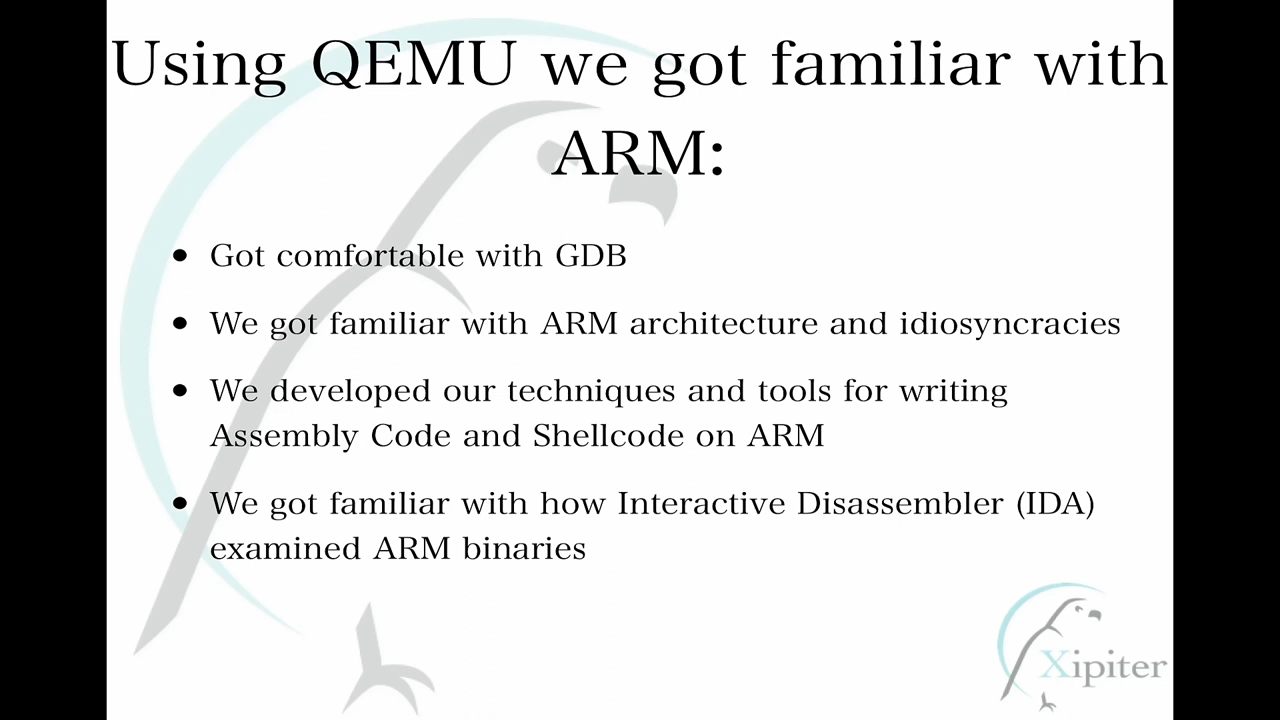 Using QEMU we got familiar with
ARM:
• Got comfortable with GDB
• We got familiar with ARM architecture and idiosyncracies
• We developed our techniques and tools for writing
Assembly Code and Shellcode on ARM
• We got familiar with how Interactive Disassembler (IDA)
examined ARM binaries
Xipiter